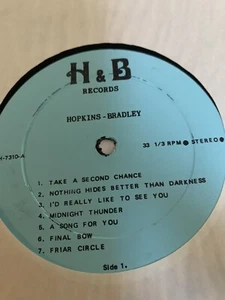 H & B
RECORDS
HOPKINS-BRADLEY
H-7310-A
33 1/3 RPM STEREO
1. TAKE A SECOND CHANCE
2. NOTHING HIDES BETTER THAN DARKNESS
3. I'D REALLY LIKE TO SEE YOU
4. MIDNIGHT THUNDER
5. A SONG FOR YOU
6. FINAL BOW
7. FRIAR CIRCLE
Side 1.